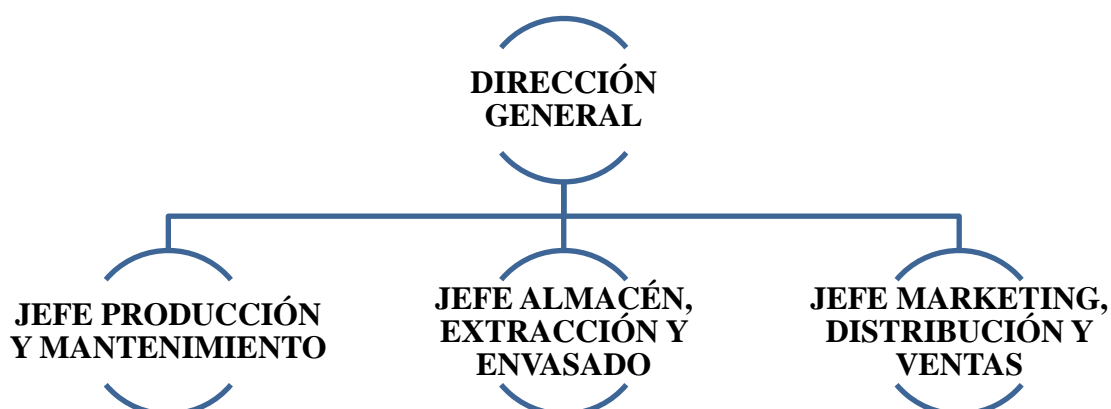 DIRECCIÓN
GENERAL
JEFE PRODUCCIÓN
Y MANTENIMIENTO
JEFE ALMACÉN,
EXTRACCIÓN Y
ENVASADO
JEFE MARKETING,
DISTRIBUCIÓN Y
VENTAS